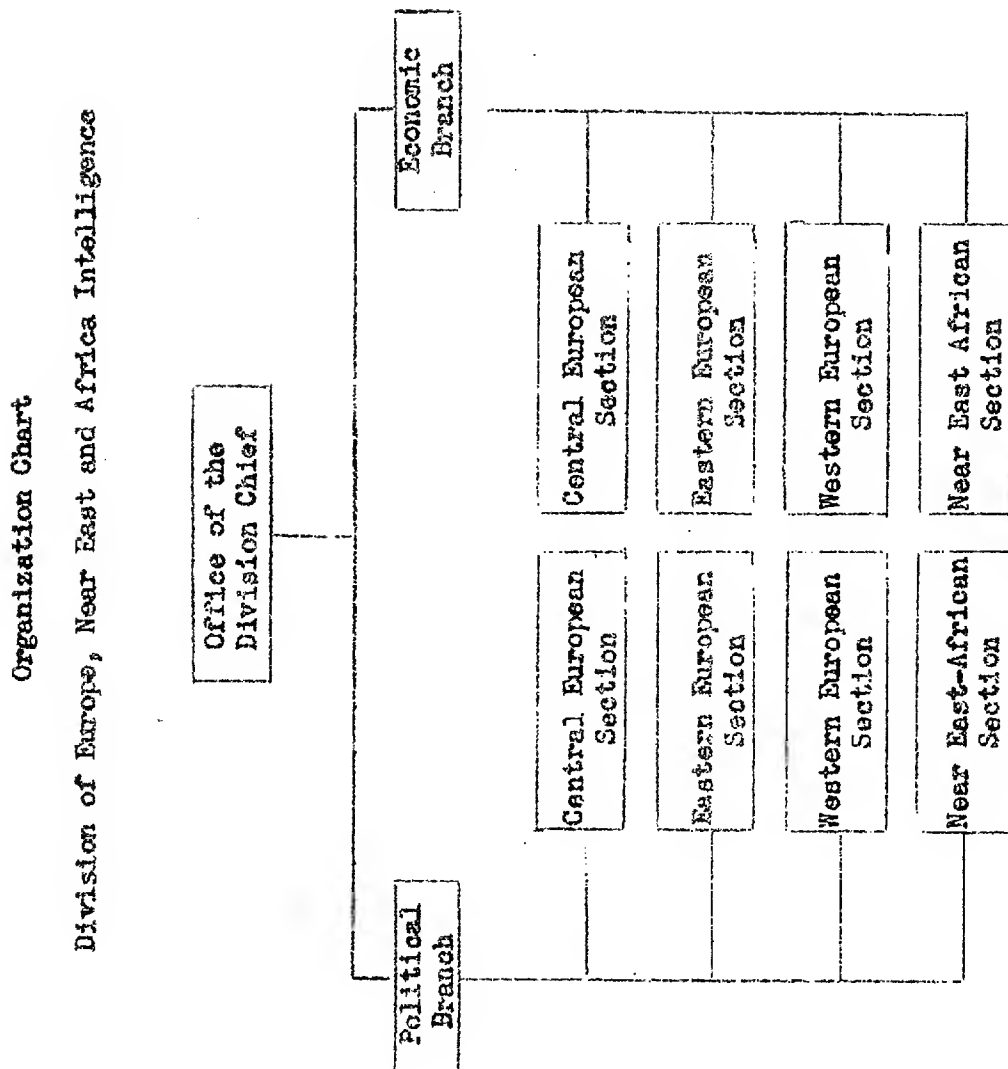 Organization Chart
Division of Europe, Near East and Africa Intelligence
Office of the
Division Chief
Political
Branch
Economic
Branch
Central European
Section
Central European
Section
Eastern European
Section
Eastern European
Section
Western European
Section
Western European
Section
Near East-African
Section
Near East African
Section